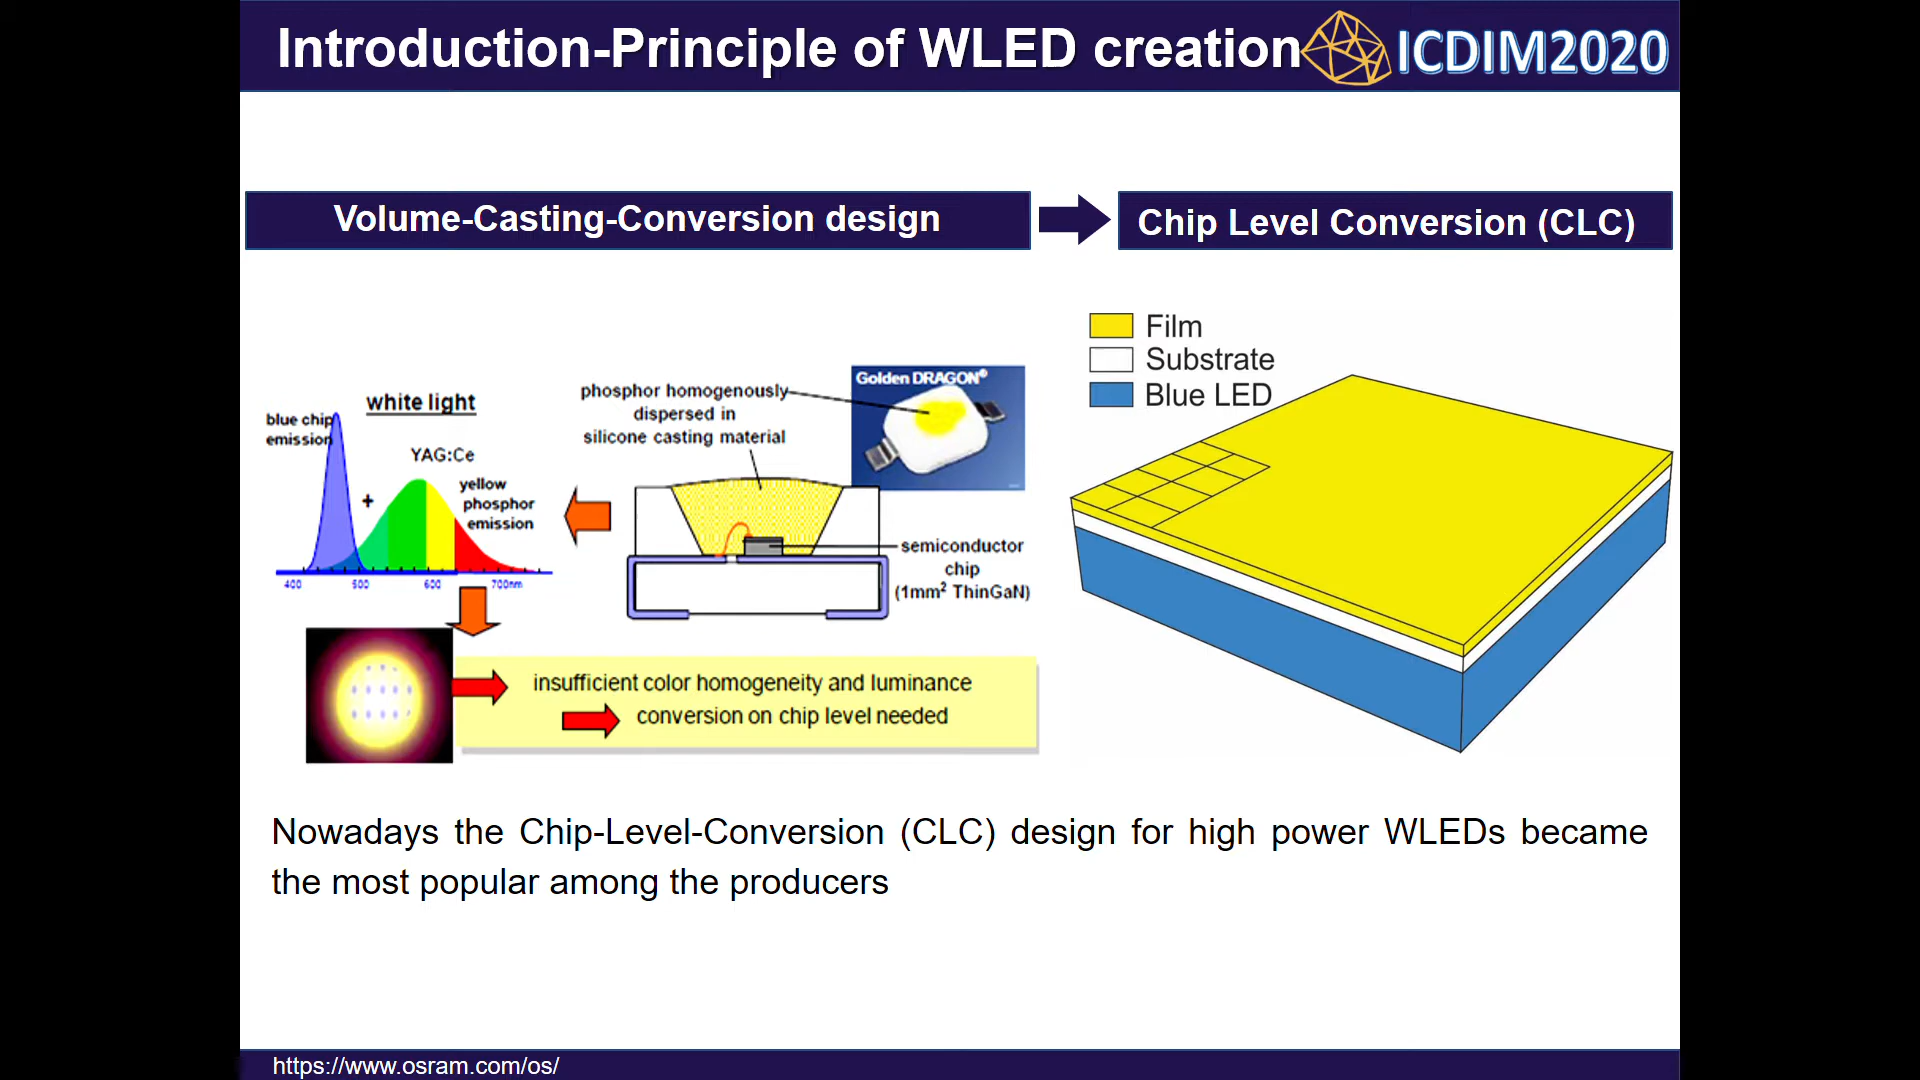 Introduction-Principle of WLED creation
ICDIM2020
Volume-Casting-Conversion design
Chip Level Conversion (CLC)
Film
Substrate
Blue LED
white light
blue chip
emission
YAG:Ce
+
yellow
phosphor
emission
400 500 600 700nm
phosphor homogenously
dispersed in
silicone casting material
Golden DRAGON®
semiconductor
chip
(1mm² ThinGaN)
insufficient color homogeneity and luminance
conversion on chip level needed
Nowadays the Chip-Level-Conversion (CLC) design for high power WLEDs became
the most popular among the producers
https://www.osram.com/os/